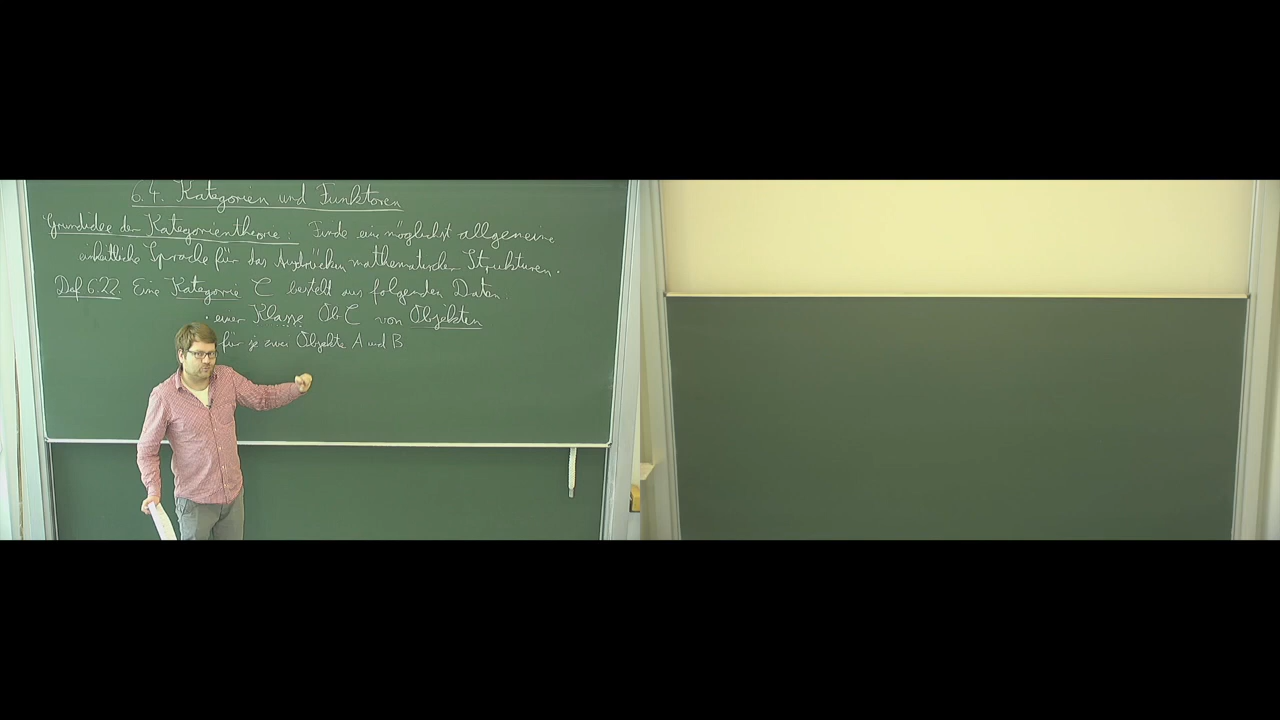 6.4. Kategorien und Funktoren
Grundidee der Kategorientheorie: Finde eine möglichst allgemeine
einheitliche Sprache für das Ausdrücken mathematischer Strukturen.
Def 6.22. Eine Kategorie C besteht aus folgenden Daten:
• einer Klasse Ob C von Objekten
für je zwei Objekte A und B